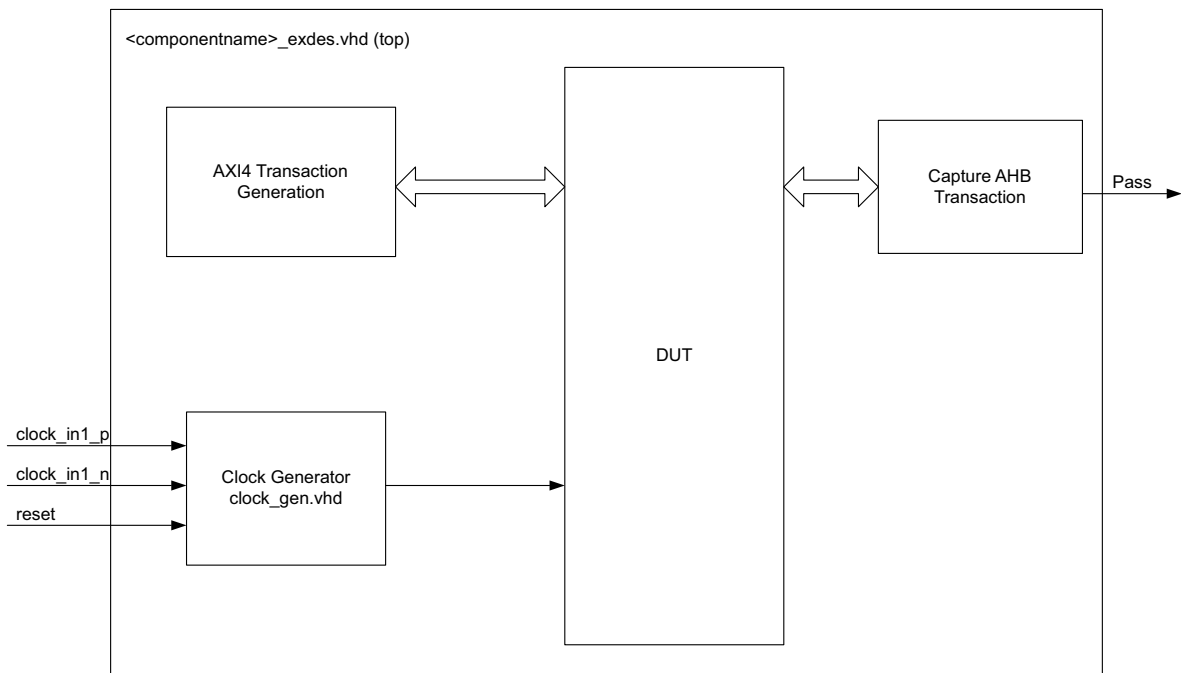 <componentname>_exdes.vhd (top)
AXI4 Transaction
Generation
Capture AHB
Transaction
Pass
DUT
clock_in1_p
clock_in1_n
reset
Clock Generator
clock_gen.vhd